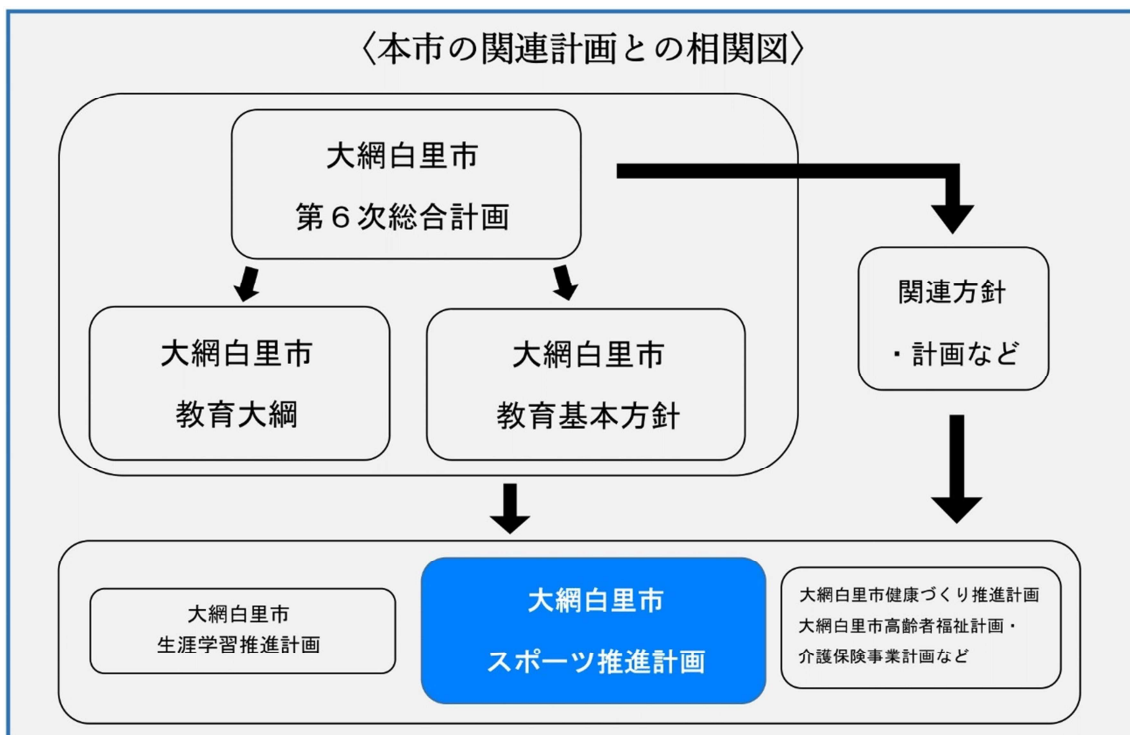 〈本市の関連計画との相関図〉
大網白里市
第６次総合計画
大網白里市
教育大綱
大網白里市
教育基本方針
関連方針
・計画など
大網白里市
生涯学習推進計画
大網白里市
スポーツ推進計画
大網白里市健康づくり推進計画
大網白里市高齢者福祉計画・
介護保険事業計画など